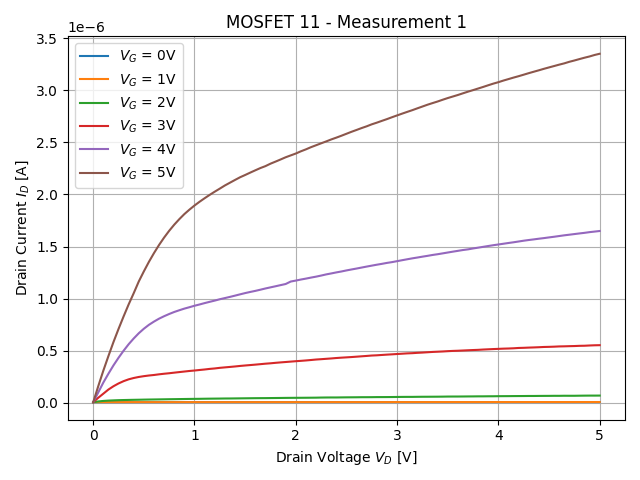 MOSFET 11 - Measurement 1
1e−6
3.5
3.0
2.5
2.0
1.5
1.0
0.5
0.0
Drain Current I_D [A]
V_G = 0V
V_G = 1V
V_G = 2V
V_G = 3V
V_G = 4V
V_G = 5V
0 1 2 3 4 5
Drain Voltage V_D [V]